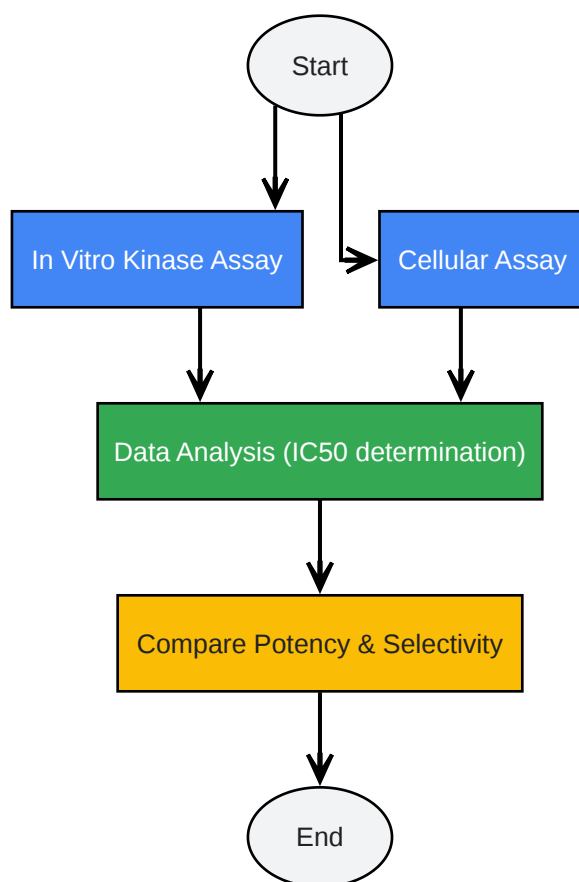 Start
In Vitro Kinase Assay
Cellular Assay
Data Analysis (IC50 determination)
Compare Potency & Selectivity
End